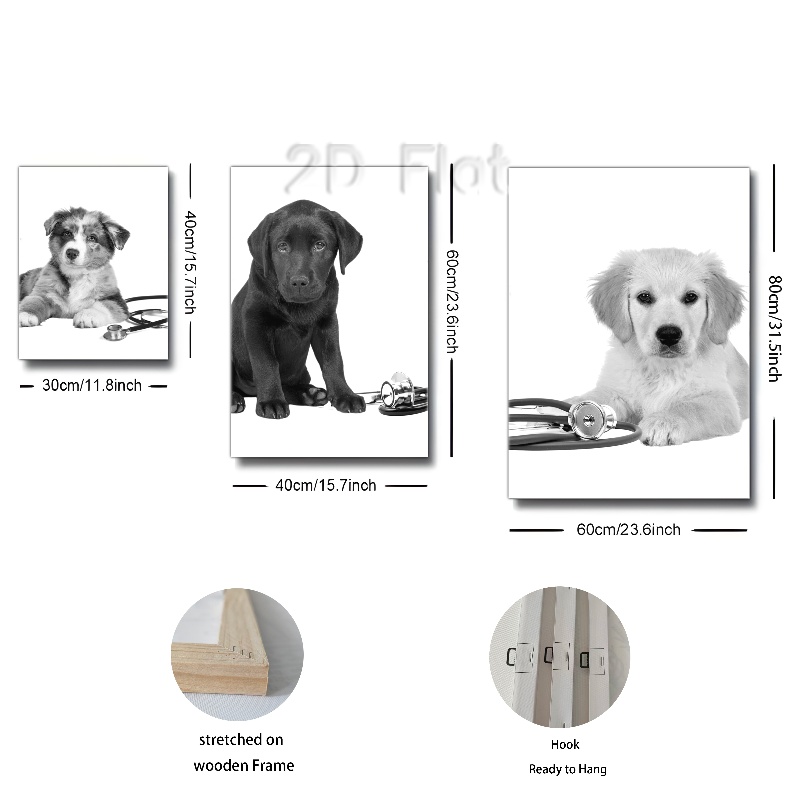 2D Flat
40cm/15.7inch
60cm/23.6inch
80cm/31.5inch
30cm/11.8inch
40cm/15.7inch
60cm/23.6inch
stretched on
wooden Frame
Hook
Ready to Hang